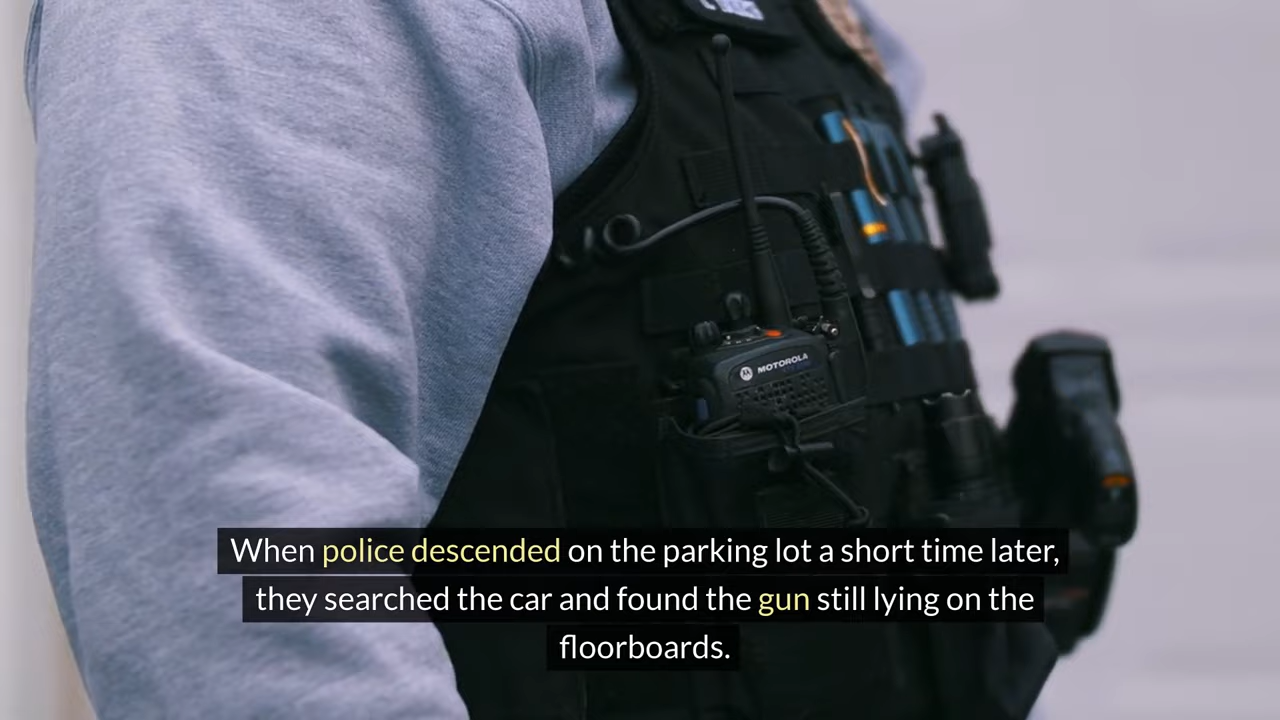 MOTOROLA
When police descended on the parking lot a short time later,
they searched the car and found the gun still lying on the
floorboards.